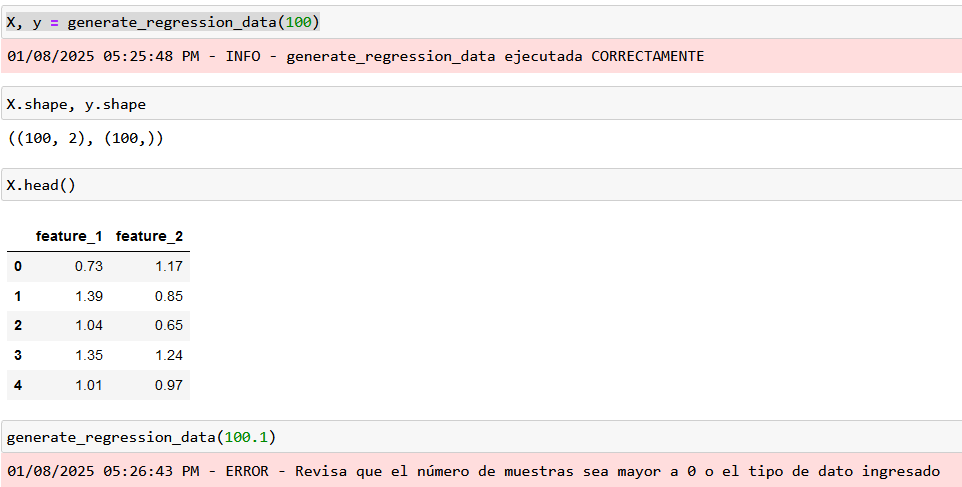 X, y = generate_regression_data(100)
01/08/2025 05:25:48 PM - INFO - generate_regression_data ejecutada CORRECTAMENTE
X.shape, y.shape
((100, 2), (100,))
X.head()
feature_1 feature_2
0 0.73 1.17
1 1.39 0.85
2 1.04 0.65
3 1.35 1.24
4 1.01 0.97
generate_regression_data(100.1)
01/08/2025 05:26:43 PM - ERROR - Revisa que el número de muestras sea mayor a 0 o el tipo de dato ingresado